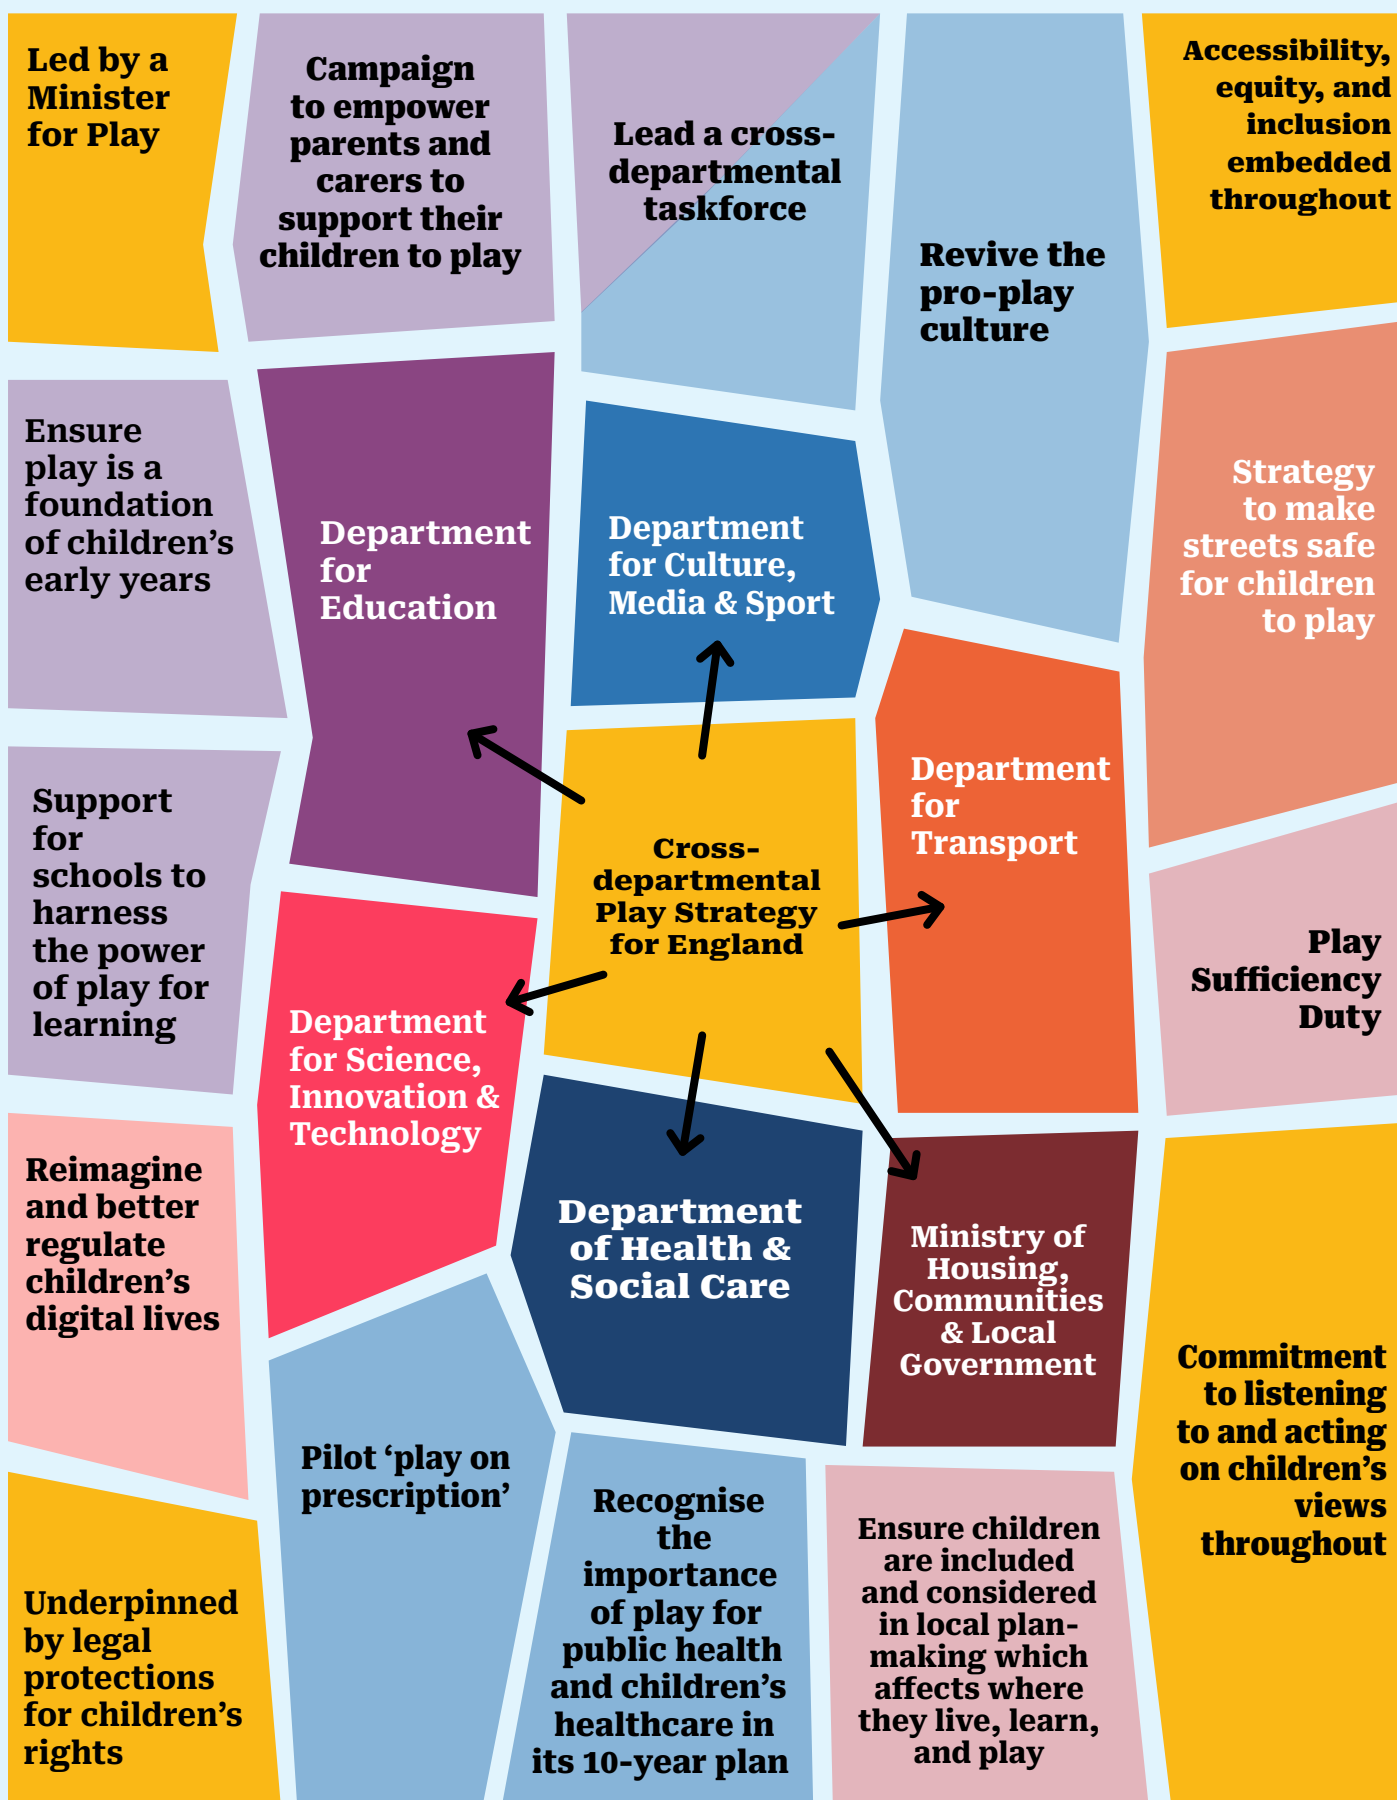 Led by a
Minister
for Play
Campaign
to empower
parents and
carers to
support their
children to play
Lead a cross-
departmental
taskforce
Revive the
pro-play
culture
Accessibility,
equity, and
inclusion
embedded
throughout
Ensure
play is a
foundation
of children’s
early years
Department
for
Education
Department
for Culture,
Media & Sport
Strategy
to make
streets safe
for children
to play
Support
for
schools to
harness
the power
of play for
learning
Cross-
departmental
Play Strategy
for England
Department
for
Transport
Play
Sufficiency
Duty
Department
for Science,
Innovation &
Technology
Reimagine
and better
regulate
children’s
digital lives
Department
of Health &
Social Care
Ministry of
Housing,
Communities
& Local
Government
Commitment
to listening
to and acting
on children’s
views
throughout
Underpinned
by legal
protections
for children’s
rights
Pilot ‘play on
prescription’
Recognise
the
importance
of play for
public health
and children’s
healthcare in
its 10-year plan
Ensure children
are included
and considered
in local plan-
making which
affects where
they live, learn,
and play